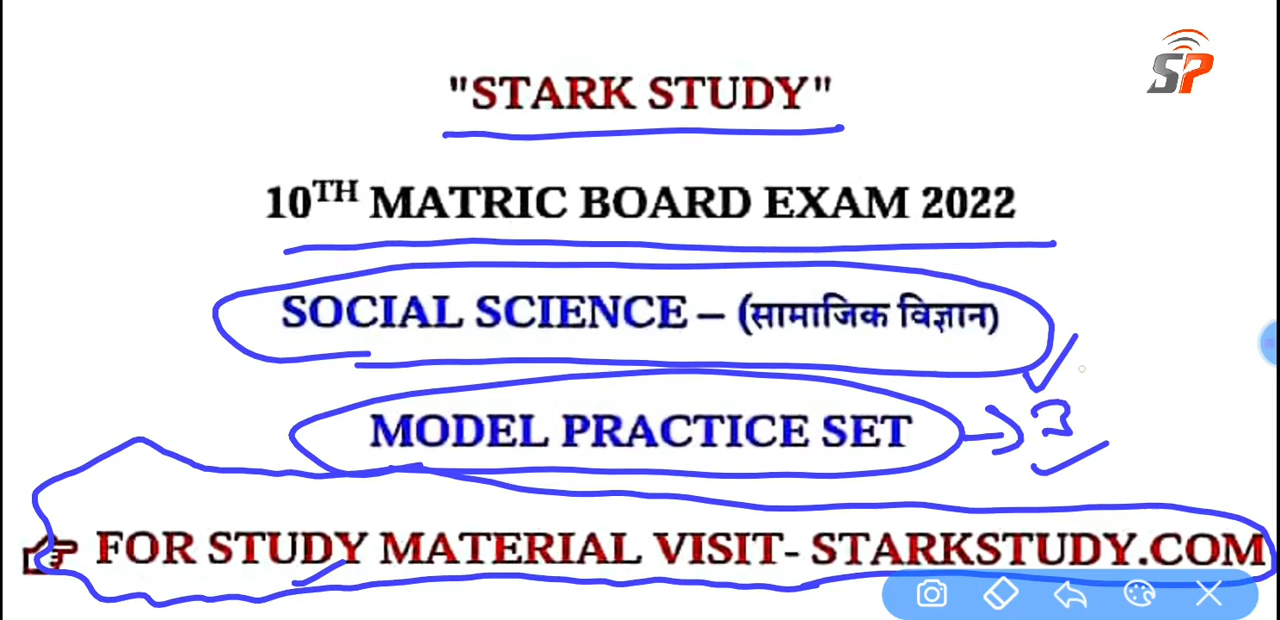 SP
"STARK STUDY"
10TH MATRIC BOARD EXAM 2022
SOCIAL SCIENCE – (सामाजिक विज्ञान)
MODEL PRACTICE SET → 3
FOR STUDY MATERIAL VISIT- STARKSTUDY.COM